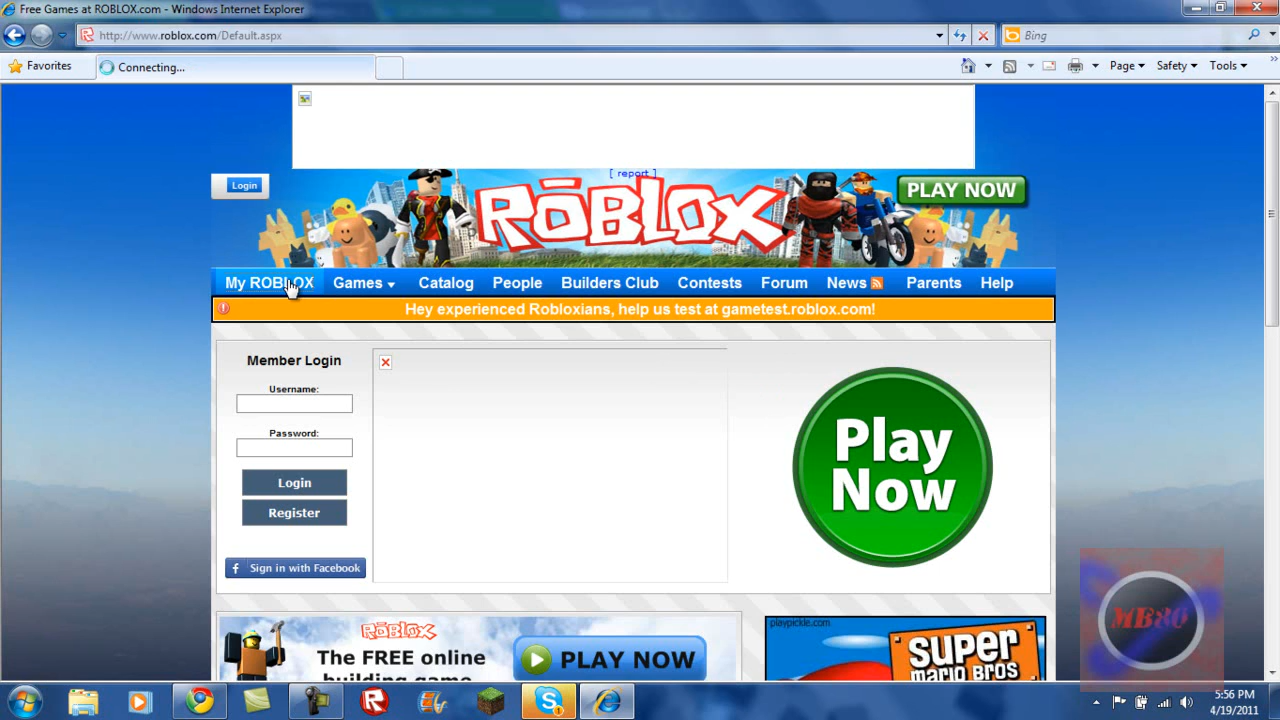 Free Games at ROBLOX.com - Windows Internet Explorer
http://www.roblox.com/Default.aspx
Bing
Favorites
Connecting...
Page
Safety
Tools
[ report ]
Login
ROBLOX
PLAY NOW
My ROBLOX
Games
Catalog
People
Builders Club
Contests
Forum
News
Parents
Help
Hey experienced Robloxians, help us test at gametest.roblox.com!
Member Login
Username:
Password:
Login
Register
f Sign in with Facebook
Play
Now
ROBLOX
The FREE online
building game
PLAY NOW
playpickle.com
SUPER
MARIO BROS
MB80
5:56 PM
4/19/2011